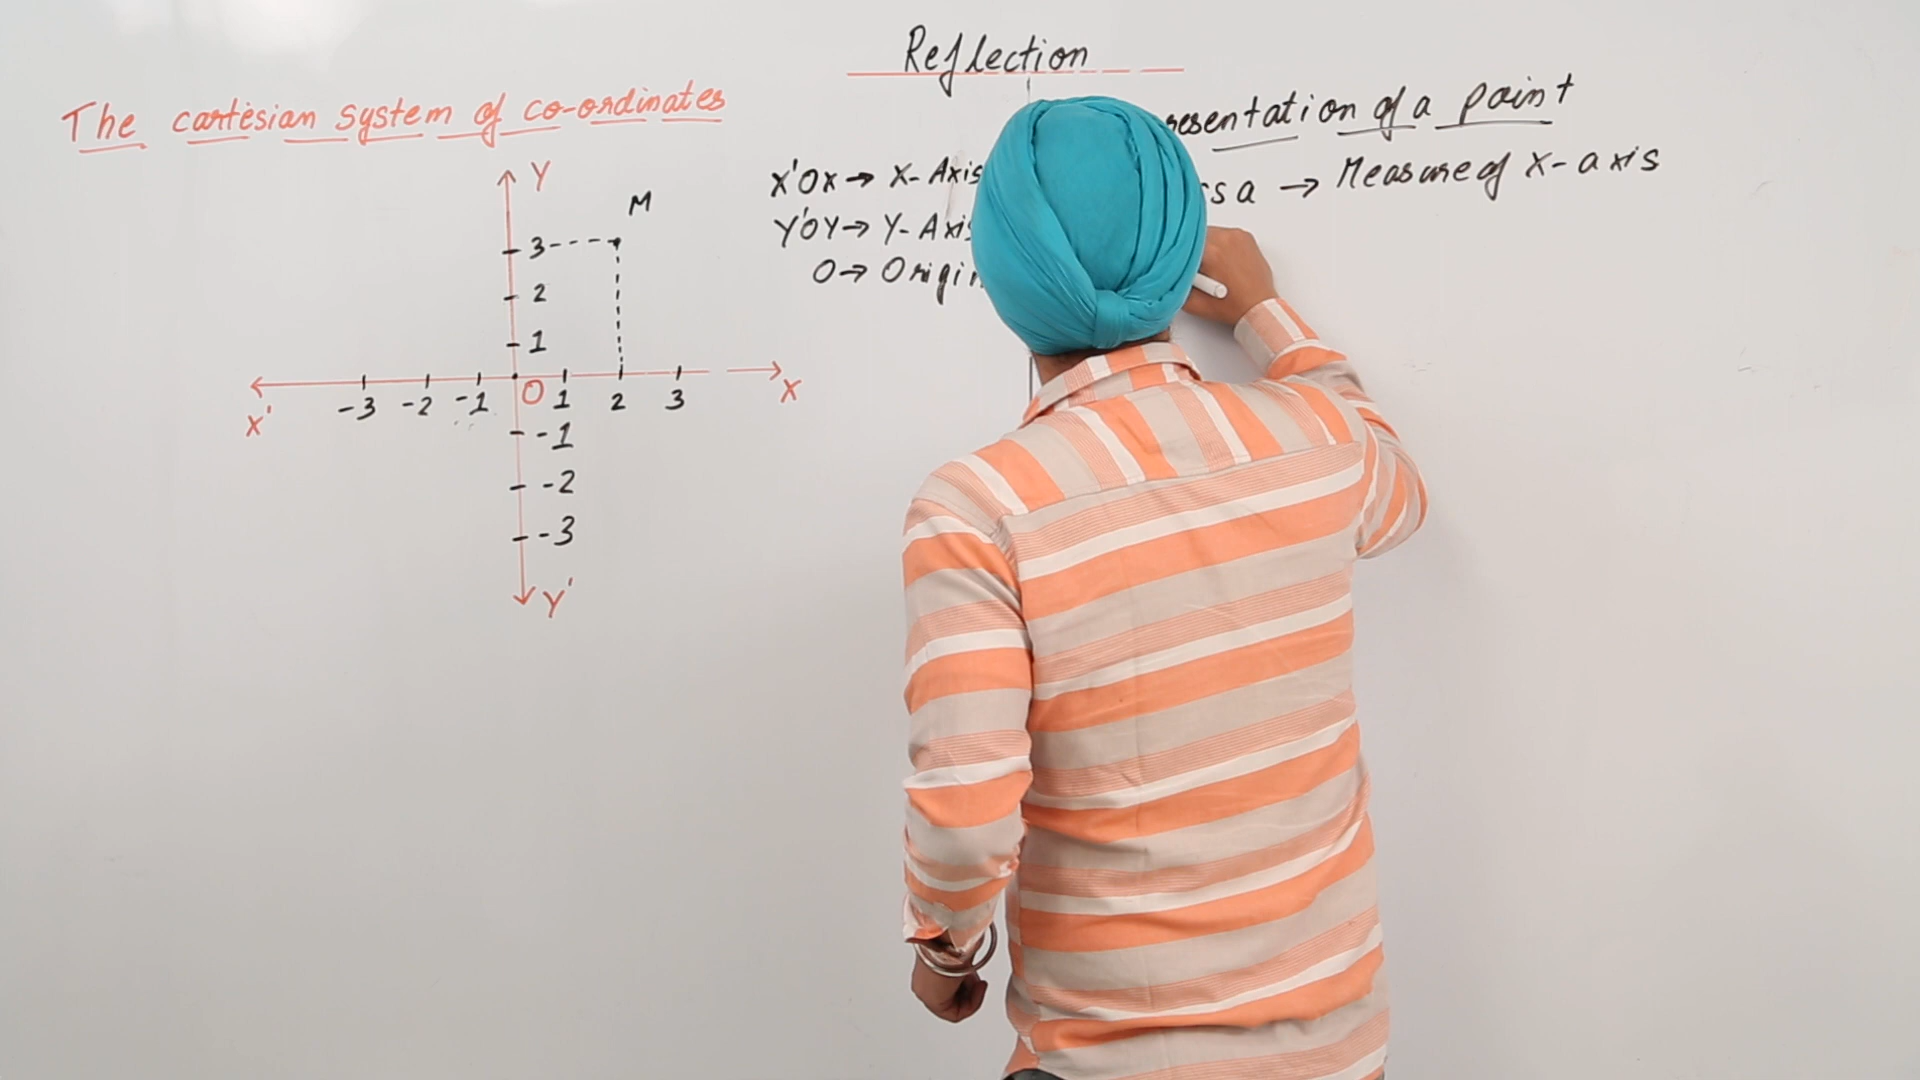 Reflection
The cartesian system of co-ordinates
Y
M
3
2
1
X'
-3 -2 -1 O 1 2 3
X
-1
-2
-3
Y'
X'OX → X-Axis
Y'OY → Y-Axis
O → Origin
of a point
→ Measure of X-axis